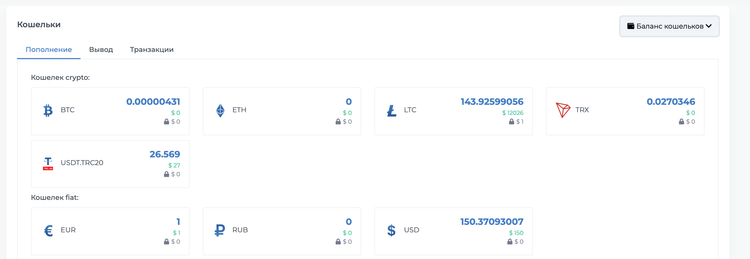 Кошельки
Баланс кошельков
Пополнение Вывод Транзакции
Кошелек crypto:
BTC 0.00000431
$ 0
$ 0
ETH 0
$ 0
$ 0
LTC 143.92599056
$ 12026
$ 1
TRX 0.0270346
$ 0
$ 0
USDT.TRC20 26.569
$ 27
$ 0
Кошелек fiat:
EUR 1
$ 1
$ 0
RUB 0
$ 0
$ 0
USD 150.37093007
$ 150
$ 0